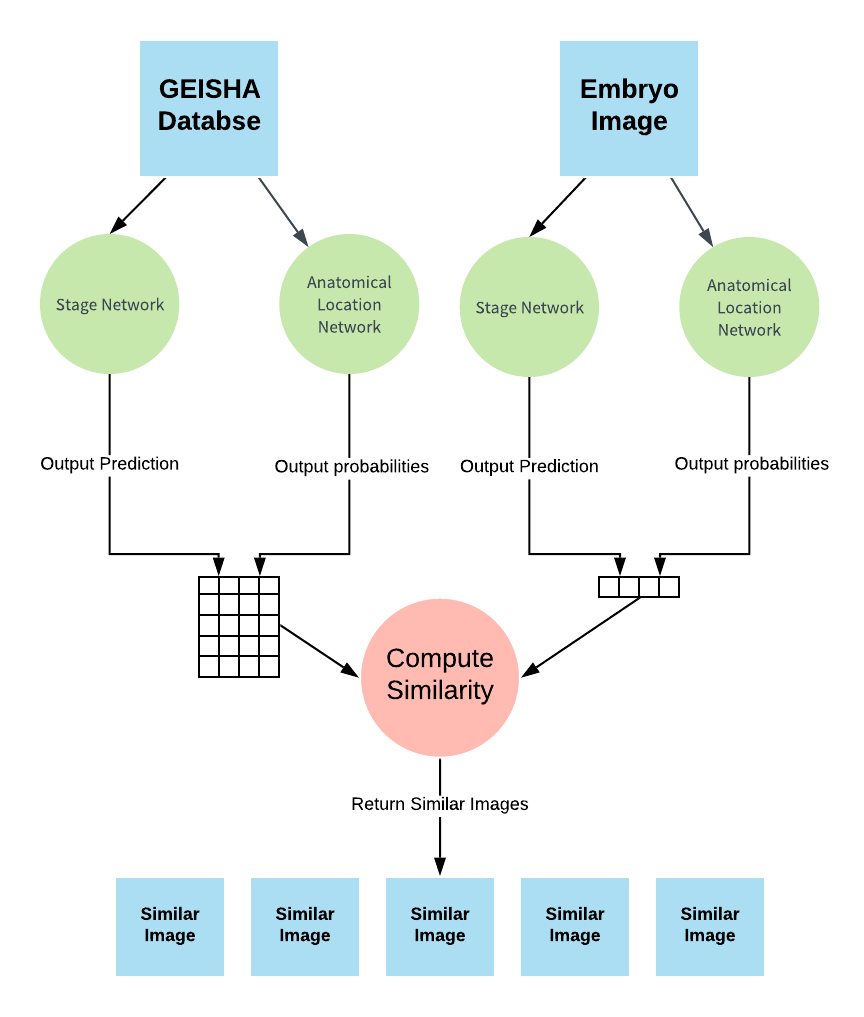 GEISHA
Databse
Embryo
Image
Stage Network
Anatomical
Location
Network
Stage Network
Anatomical
Location
Network
Output Prediction
Output probabilities
Output Prediction
Output probabilities
Compute
Similarity
Return Similar Images
Similar
Image
Similar
Image
Similar
Image
Similar
Image
Similar
Image